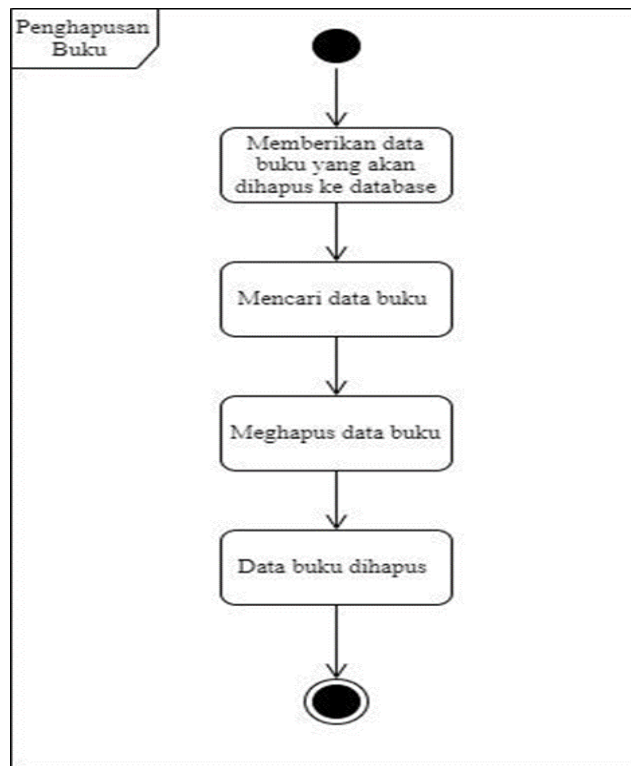 Penghapusan
Buku
Memberikan data
buku yang akan
dihapus ke database
Mencari data buku
Meghapus data buku
Data buku dihapus